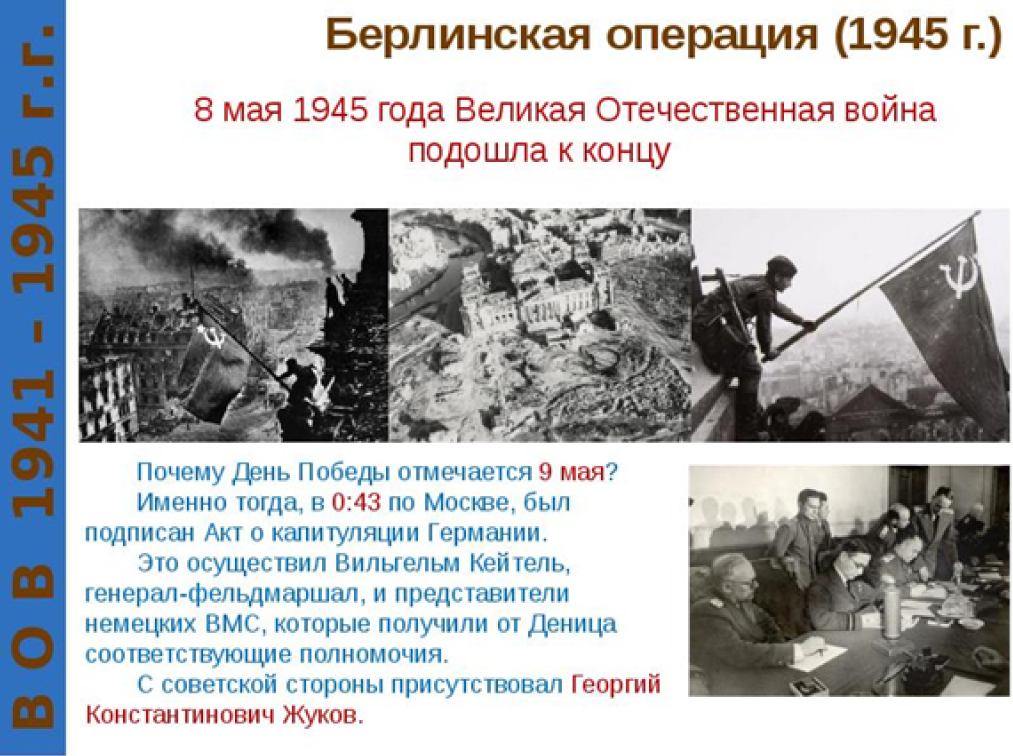 В О В 1941 – 1945 г.г.
Берлинская операция (1945 г.)
8 мая 1945 года Великая Отечественная война
подошла к концу
Почему День Победы отмечается 9 мая?
Именно тогда, в 0:43 по Москве, был
подписан Акт о капитуляции Германии.
Это осуществил Вильгельм Кейтель,
генерал-фельдмаршал, и представители
немецких ВМС, которые получили от Деница
соответствующие полномочия.
С советской стороны присутствовал Георгий
Константинович Жуков.